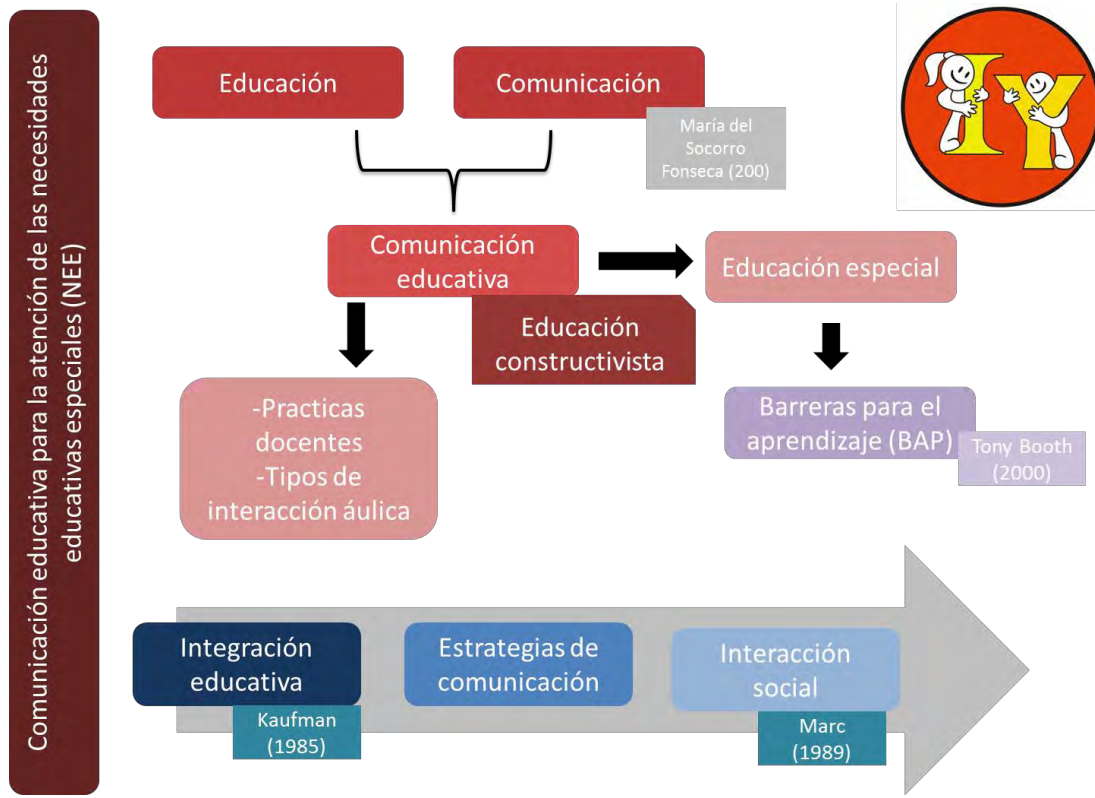 Comunicación educativa para la atención de las necesidades
educativas especiales (NEE)
Educación
Comunicación
María del
Socorro
Fonseca (200)
IY
Comunicación
educativa
Educación especial
Educación
constructivista
-Practicas
docentes
-Tipos de
interacción áulica
Barreras para el
aprendizaje (BAP)
Tony Booth
(2000)
Integración
educativa
Kaufman
(1985)
Estrategias de
comunicación
Interacción
social
Marc
(1989)